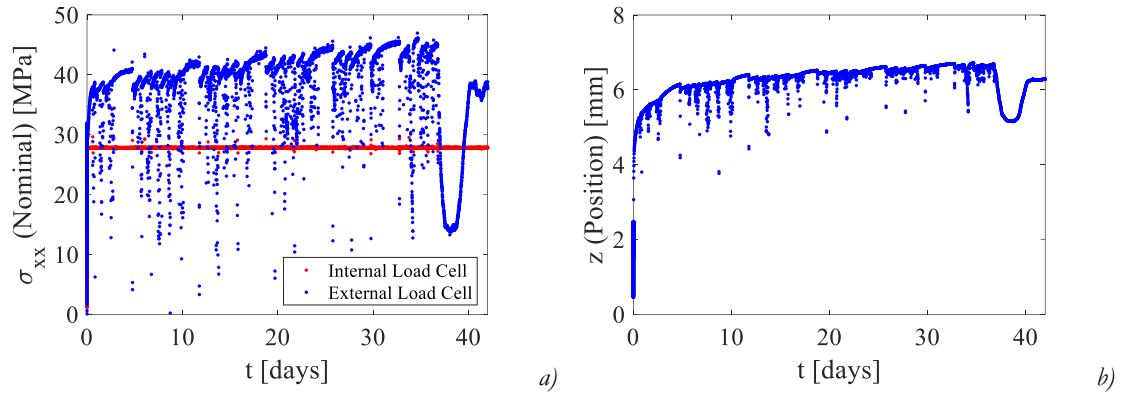 50
40
30
20
10
0
σxx (Nominal) [MPa]
Internal Load Cell
External Load Cell
0 10 20 30 40
t [days]
a)
8
6
4
2
0
z (Position) [mm]
0 10 20 30 40
t [days]
b)